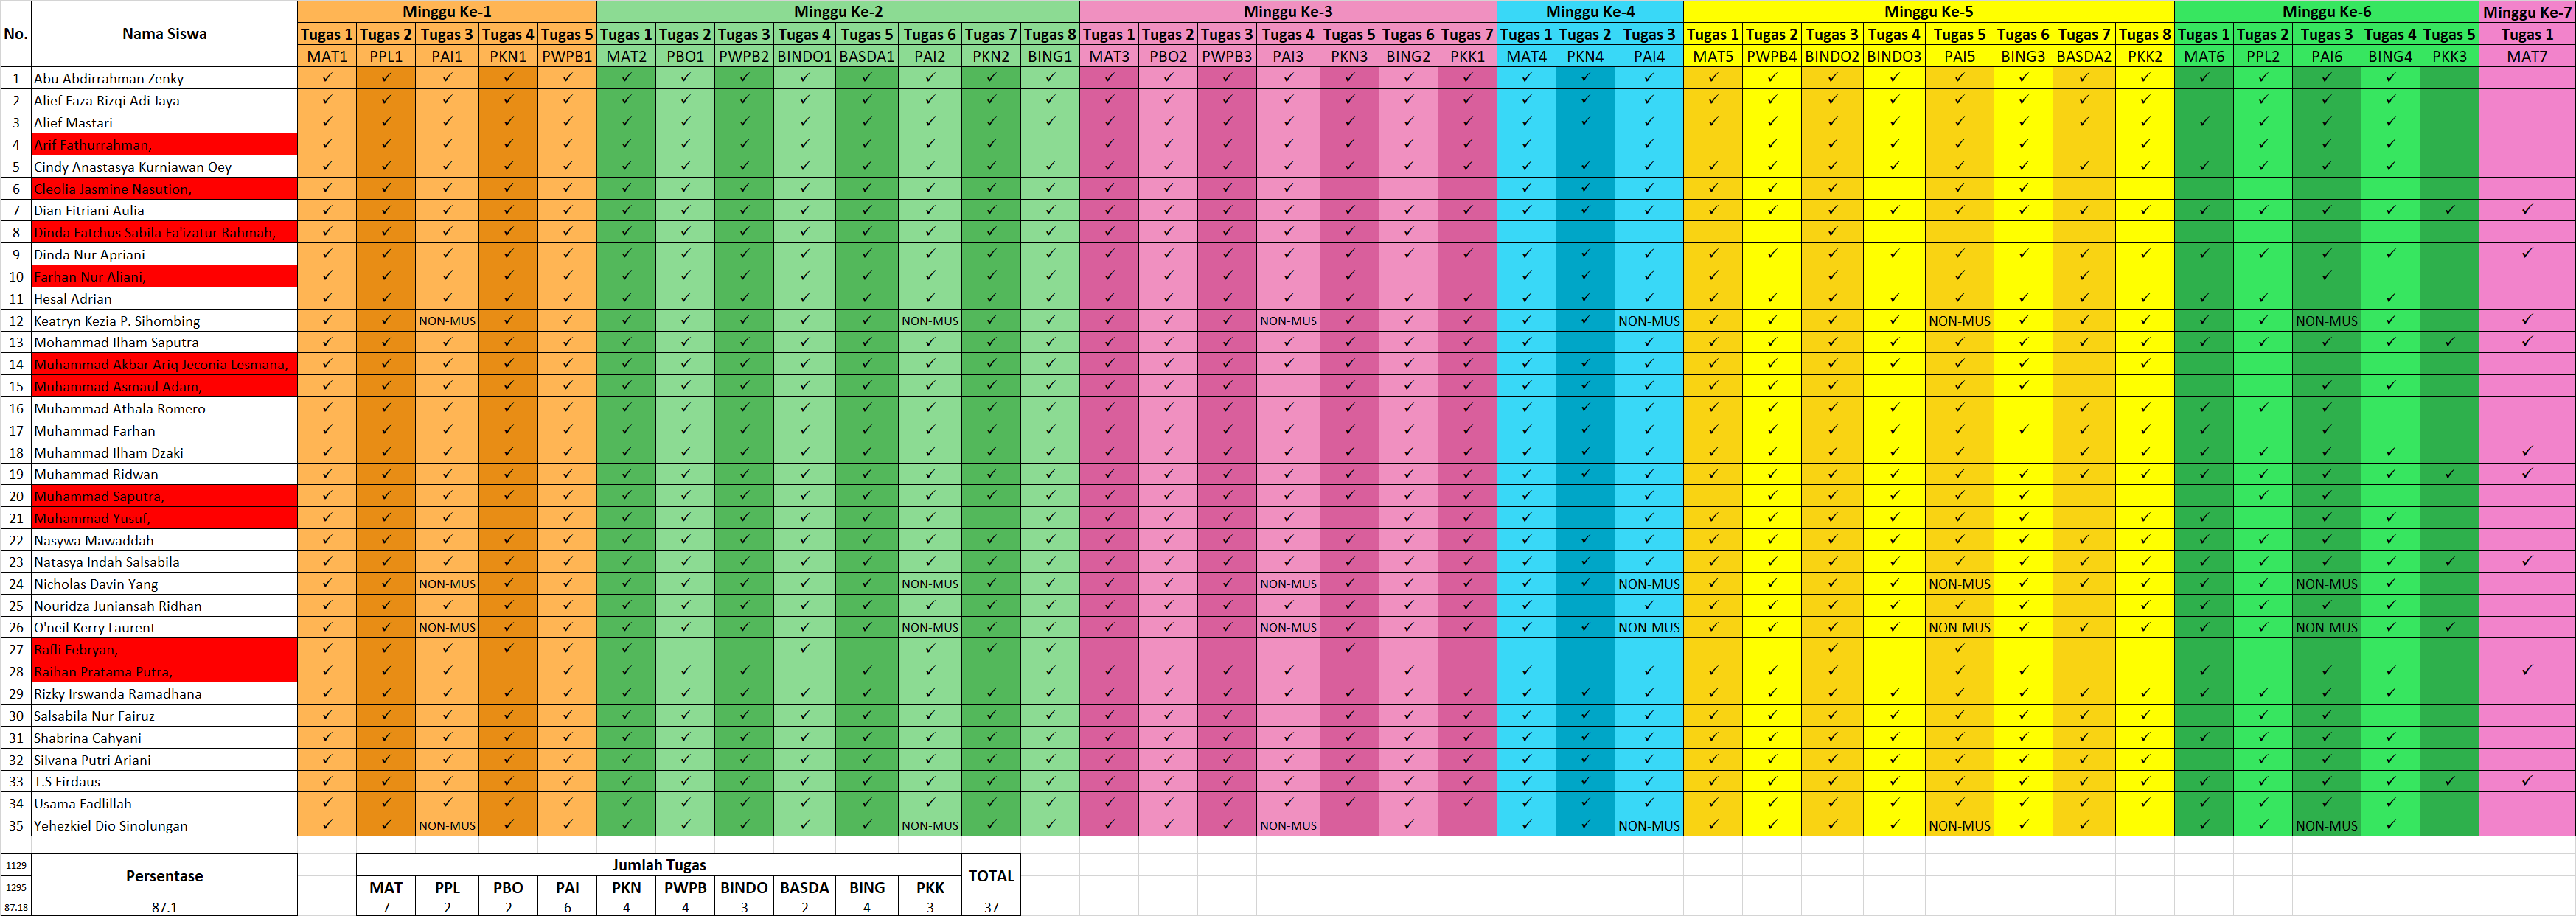 No. Nama Siswa Minggu Ke-1 Minggu Ke-2 Minggu Ke-3 Minggu Ke-4 Minggu Ke-5 Minggu Ke-6 Minggu Ke-7
Tugas 1 Tugas 2 Tugas 3 Tugas 4 Tugas 5 Tugas 1 Tugas 2 Tugas 3 Tugas 4 Tugas 5 Tugas 6 Tugas 7 Tugas 8 Tugas 1 Tugas 2 Tugas 3 Tugas 4 Tugas 5 Tugas 6 Tugas 7 Tugas 1 Tugas 2 Tugas 3 Tugas 1 Tugas 2 Tugas 3 Tugas 4 Tugas 5 Tugas 6 Tugas 7 Tugas 8 Tugas 1 Tugas 2 Tugas 3 Tugas 4 Tugas 5 Tugas 1
MAT1 PPL1 PAI1 PKN1 PWPB1 MAT2 PBO1 PWPB2 BINDO1 BASDA1 PAI2 PKN2 BING1 MAT3 PBO2 PWPB3 PAI3 PKN3 BING2 PKK1 MAT4 PKN4 PAI4 MAT5 PWPB4 BINDO2 BINDO3 PAI5 BING3 BASDA2 PKK2 MAT6 PPL2 PAI6 BING4 PKK3 MAT7
1 Abu Abdirrahman Zenky
2 Alief Faza Rizqi Adi Jaya
3 Alief Mastari
4 Arif Fathurrahman,
5 Cindy Anastasya Kurniawan Oey
6 Cleolia Jasmine Nasution,
7 Dian Fitriani Aulia
8 Dinda Fatchus Sabila Fa'izatur Rahmah,
9 Dinda Nur Apriani
10 Farhan Nur Aliani,
11 Hesal Adrian
12 Keatryn Kezia P. Sihombing NON-MUS NON-MUS NON-MUS NON-MUS NON-MUS NON-MUS
13 Mohammad Ilham Saputra
14 Muhammad Akbar Ariq Jeconia Lesmana,
15 Muhammad Asmaul Adam,
16 Muhammad Athala Romero
17 Muhammad Farhan
18 Muhammad Ilham Dzaki
19 Muhammad Ridwan
20 Muhammad Saputra,
21 Muhammad Yusuf,
22 Nasywa Mawaddah
23 Natasya Indah Salsabila
24 Nicholas Davin Yang NON-MUS NON-MUS NON-MUS NON-MUS NON-MUS NON-MUS
25 Nouridza Juniansah Ridhan
26 O'neil Kerry Laurent NON-MUS NON-MUS NON-MUS NON-MUS NON-MUS NON-MUS
27 Rafli Febryan,
28 Raihan Pratama Putra,
29 Rizky Irswanda Ramadhana
30 Salsabila Nur Fairuz
31 Shabrina Cahyani
32 Silvana Putri Ariani
33 T.S Firdaus
34 Usama Fadlillah
35 Yehezkiel Dio Sinolungan NON-MUS NON-MUS NON-MUS NON-MUS NON-MUS NON-MUS
1129 Persentase Jumlah Tugas TOTAL
1295 MAT PPL PBO PAI PKN PWPB BINDO BASDA BING PKK
87.18 87.1 7 2 2 6 4 4 3 2 4 3 37